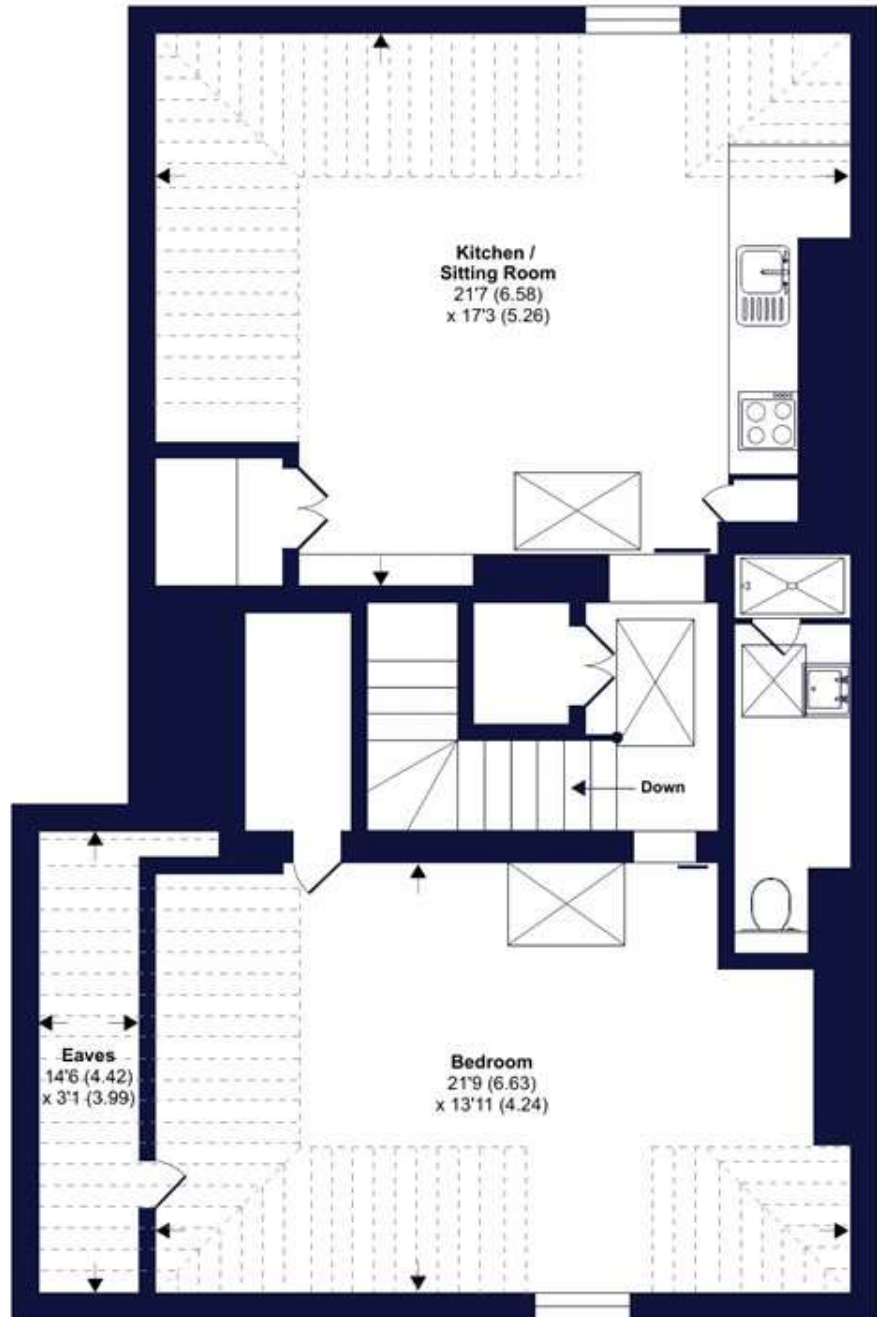 Kitchen /
Sitting Room
21'7 (6.58)
x 17'3 (5.26)
Down
Eaves
14'6 (4.42)
x 3'1 (3.99)
Bedroom
21'9 (6.63)
x 13'11 (4.24)